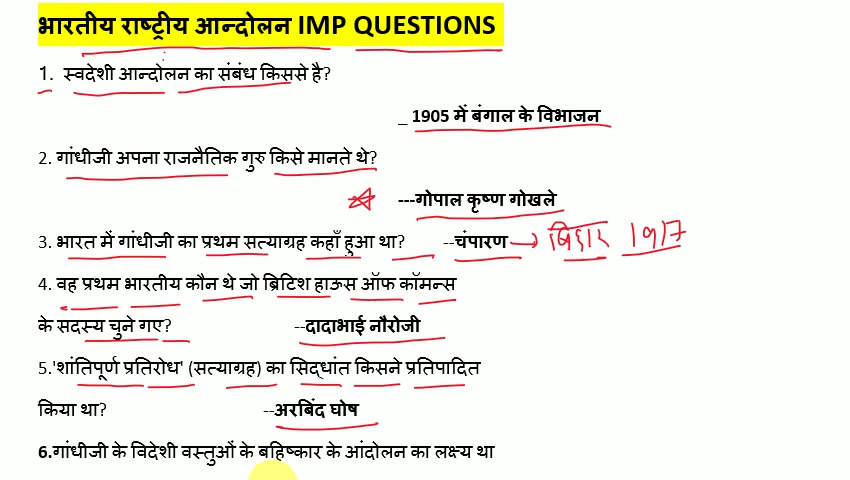 भारतीय राष्ट्रीय आन्दोलन IMP QUESTIONS
1. स्वदेशी आन्दोलन का संबंध किससे है?
_ 1905 में बंगाल के विभाजन
2. गांधीजी अपना राजनैतिक गुरु किसे मानते थे?
---गोपाल कृष्ण गोखले
3. भारत में गांधीजी का प्रथम सत्याग्रह कहाँ हुआ था? --चंपारण → बिहार 1917
4. वह प्रथम भारतीय कौन थे जो ब्रिटिश हाऊस ऑफ कॉमन्स
के सदस्य चुने गए? --दादाभाई नौरोजी
5.'शांतिपूर्ण प्रतिरोध' (सत्याग्रह) का सिद्धांत किसने प्रतिपादित
किया था? --अरबिंद घोष
6.गांधीजी के विदेशी वस्तुओं के बहिष्कार के आंदोलन का लक्ष्य था